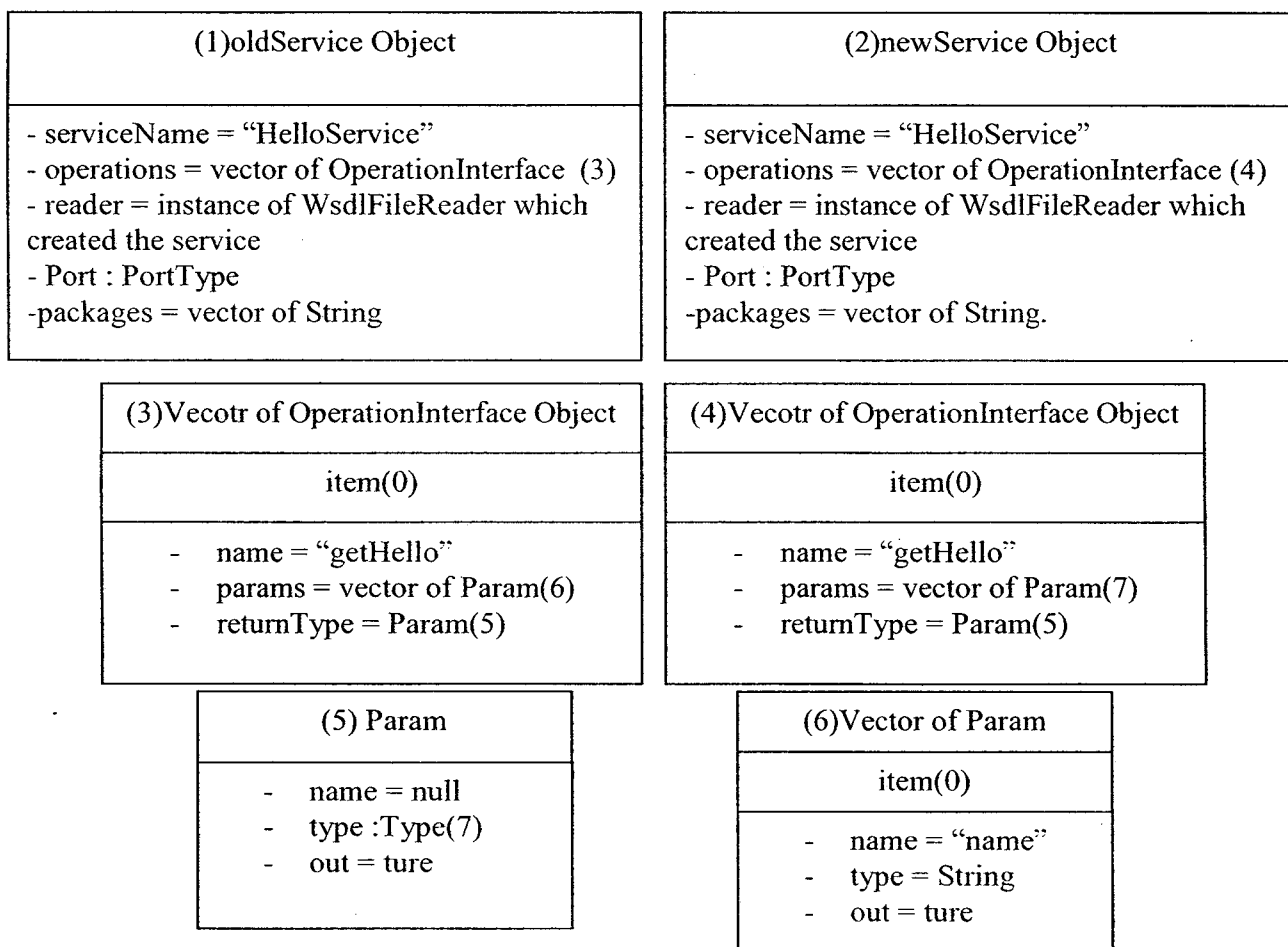 (1)oldService Object
- serviceName = “HelloService”
- operations = vector of OperationInterface (3)
- reader = instance of WsdlFileReader which
created the service
- Port : PortType
-packages = vector of String
(2)newService Object
- serviceName = “HelloService”
- operations = vector of OperationInterface (4)
- reader = instance of WsdlFileReader which
created the service
- Port : PortType
-packages = vector of String.
(3)Vecotr of OperationInterface Object
item(0)
- name = “getHello”
- params = vector of Param(6)
- returnType = Param(5)
(4)Vecotr of OperationInterface Object
item(0)
- name = “getHello”
- params = vector of Param(7)
- returnType = Param(5)
(5) Param
- name = null
- type :Type(7)
- out = ture
(6)Vector of Param
item(0)
- name = “name”
- type = String
- out = ture